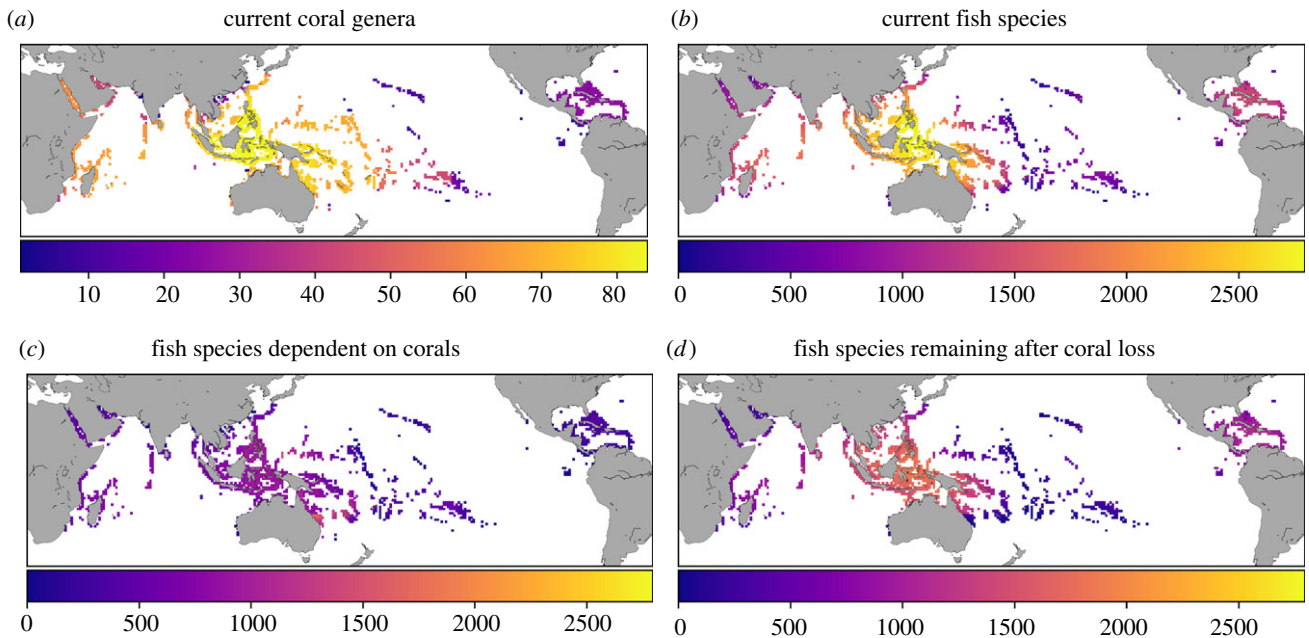 (a) current coral genera
(b) current fish species
10 20 30 40 50 60 70 80
0 500 1000 1500 2000 2500
(c) fish species dependent on corals
(d) fish species remaining after coral loss
0 500 1000 1500 2000 2500
0 500 1000 1500 2000 2500